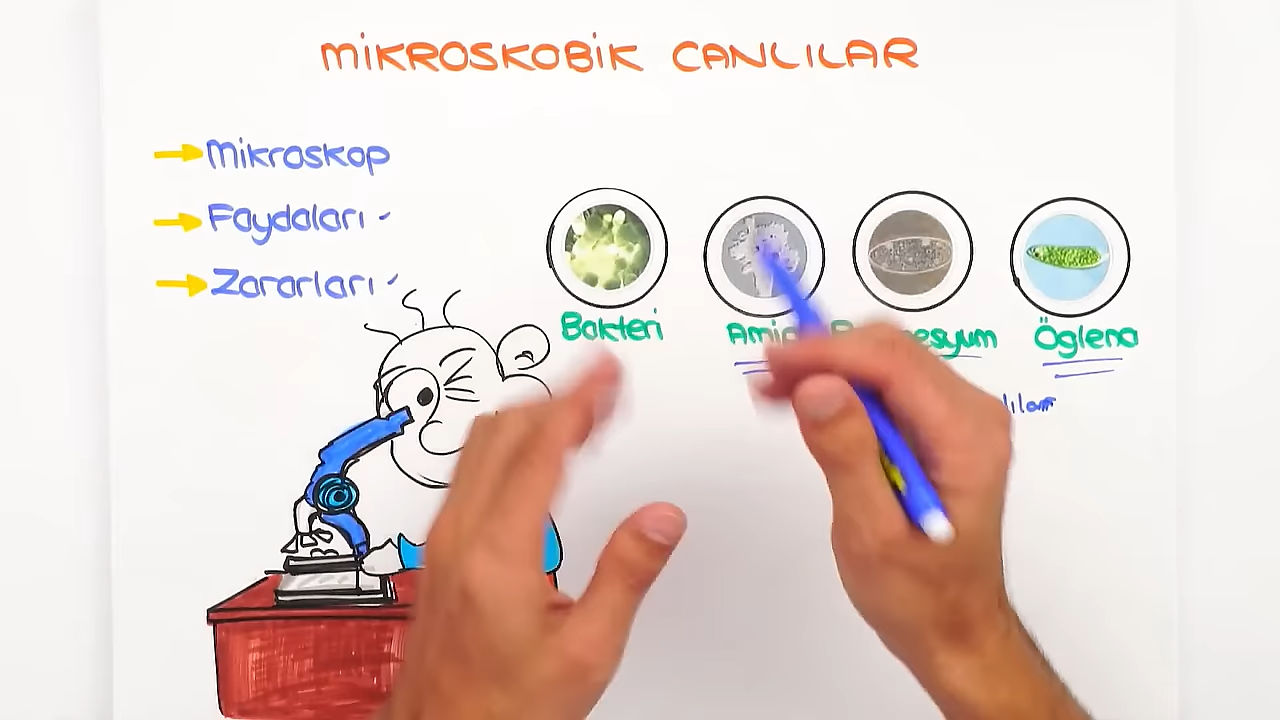 MİKROSKOBİK CANLILAR
Mikroskop
Faydaları
Zararları
Bakteri
Öglena